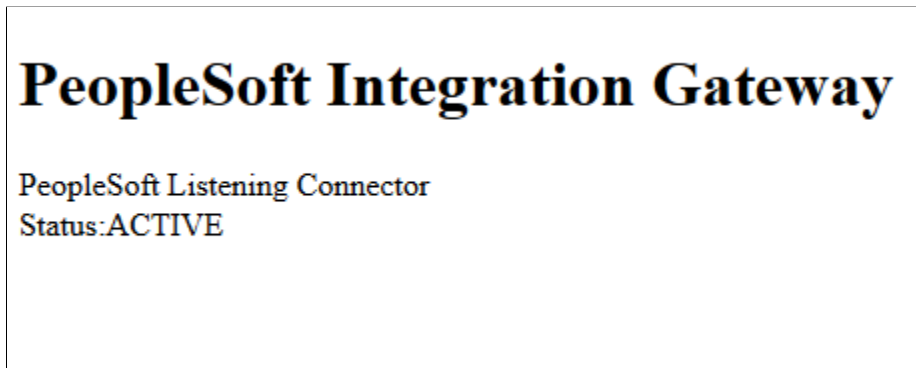 PeopleSoft Integration Gateway
PeopleSoft Listening Connector
Status:ACTIVE